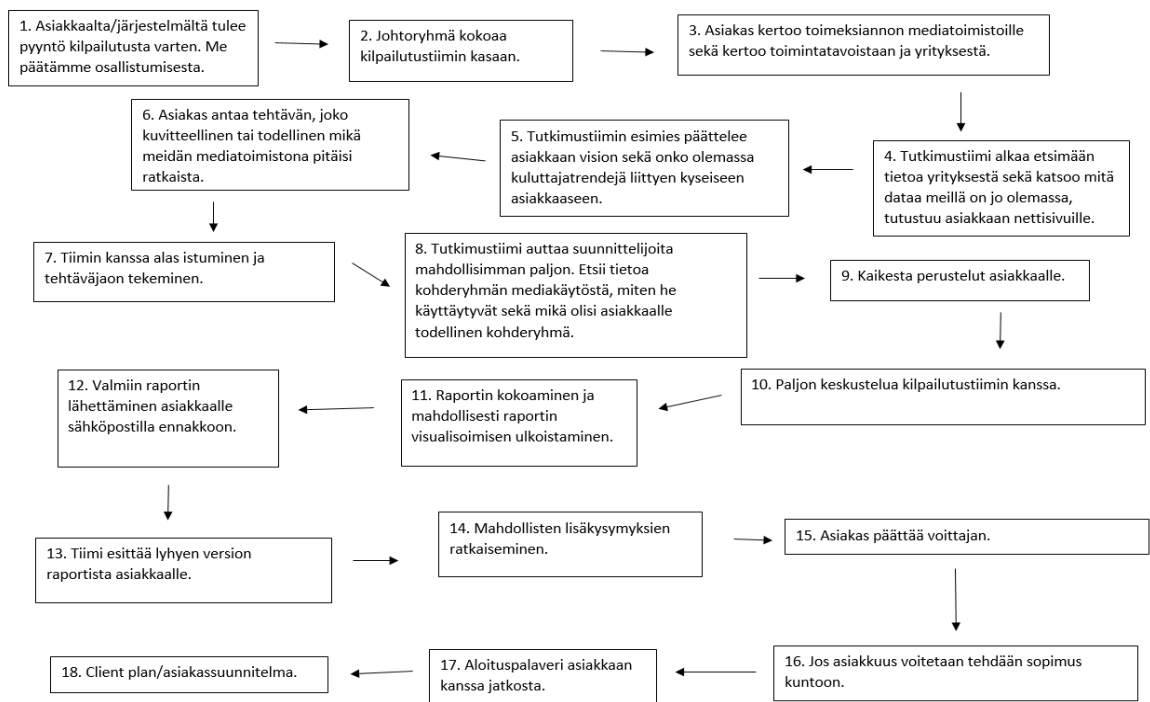 1. Asiakkaalta/järjestelmältä tulee
pyyntö kilpailutusta varten. Me
päätämme osallistumisesta.
2. Johtoryhmä kokoaa
kilpailutustiimin kasaan.
3. Asiakas kertoo toimeksiannon mediatoimistoille
sekä kertoo toimintatavoistaan ja yrityksestä.
4. Tutkimustiimi alkaa etsimään
tietoa yrityksestä sekä katsoo mitä
dataa meillä on jo olemassa,
tutustuu asiakkaan nettisivuille.
5. Tutkimustiimin esimies päättelee
asiakkaan vision sekä onko olemassa
kuluttajatrendejä liittyen kyseiseen
asiakkaaseen.
6. Asiakas antaa tehtävän, joko
kuvitteellinen tai todellinen mikä
meidän mediatoimistona pitäisi
ratkaista.
7. Tiimin kanssa alas istuminen ja
tehtäväjaon tekeminen.
8. Tutkimustiimi auttaa suunnittelijoita
mahdollisimman paljon. Etsii tietoa
kohderyhmän mediakäytöstä, miten he
käyttäytyvät sekä mikä olisi asiakkaalle
todellinen kohderyhmä.
9. Kaikesta perustelut asiakkaalle.
10. Paljon keskustelua kilpailutustiimin kanssa.
11. Raportin kokoaminen ja
mahdollisesti raportin
visualisoimisen ulkoistaminen.
12. Valmiin raportin
lähettäminen asiakkaalle
sähköpostilla ennakkoon.
13. Tiimi esittää lyhyen version
raportista asiakkaalle.
14. Mahdollisten lisäkysymyksien
ratkaiseminen.
15. Asiakas päättää voittajan.
16. Jos asiakkuus voitetaan tehdään sopimus
kuntoon.
17. Aloituspalaveri asiakkaan
kanssa jatkosta.
18. Client plan/asiakassuunnitelma.